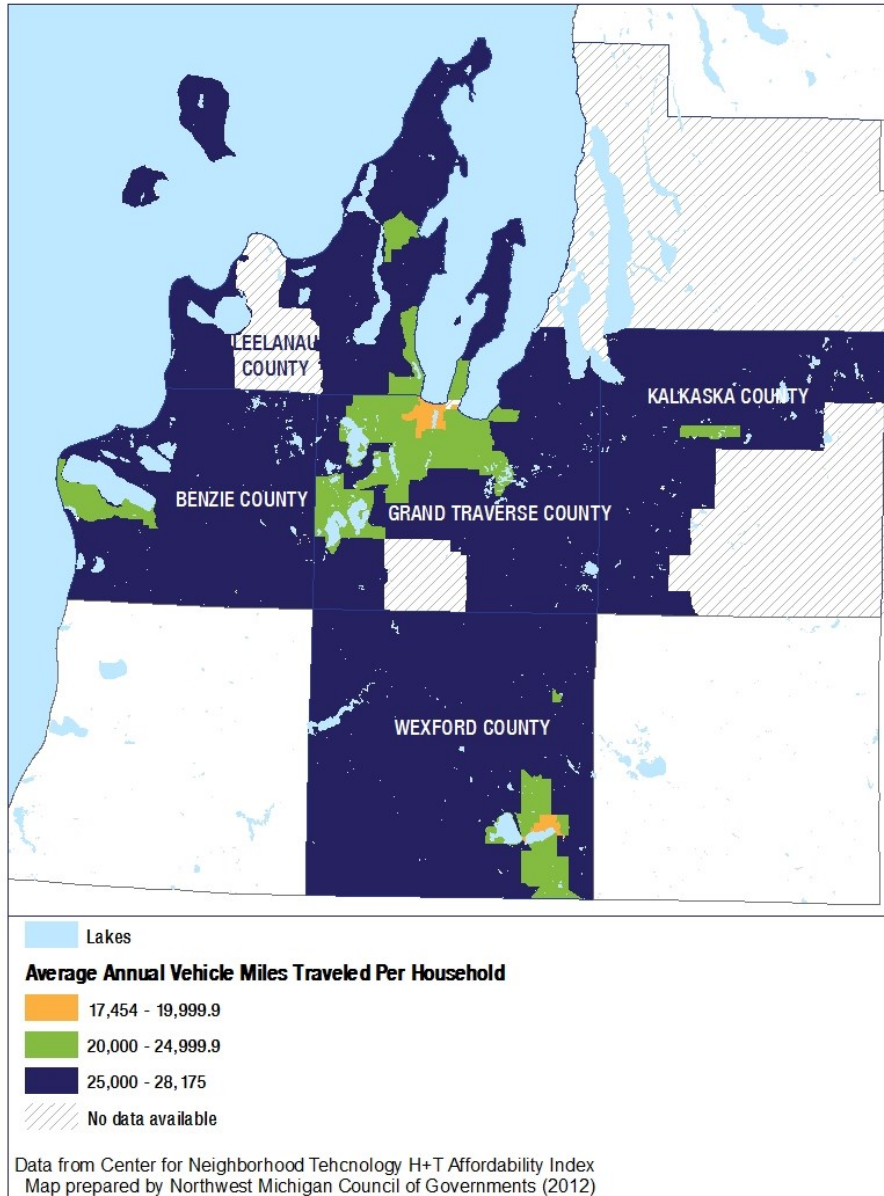 LEELANAU
COUNTY
KALKASKA COUNTY
BENZIE COUNTY
GRAND TRAVERSE COUNTY
WEXFORD COUNTY
Lakes
Average Annual Vehicle Miles Traveled Per Household
17,454 - 19,999.9
20,000 - 24,999.9
25,000 - 28,175
No data available
Data from Center for Neighborhood Tehcnology H+T Affordability Index
Map prepared by Northwest Michigan Council of Governments (2012)